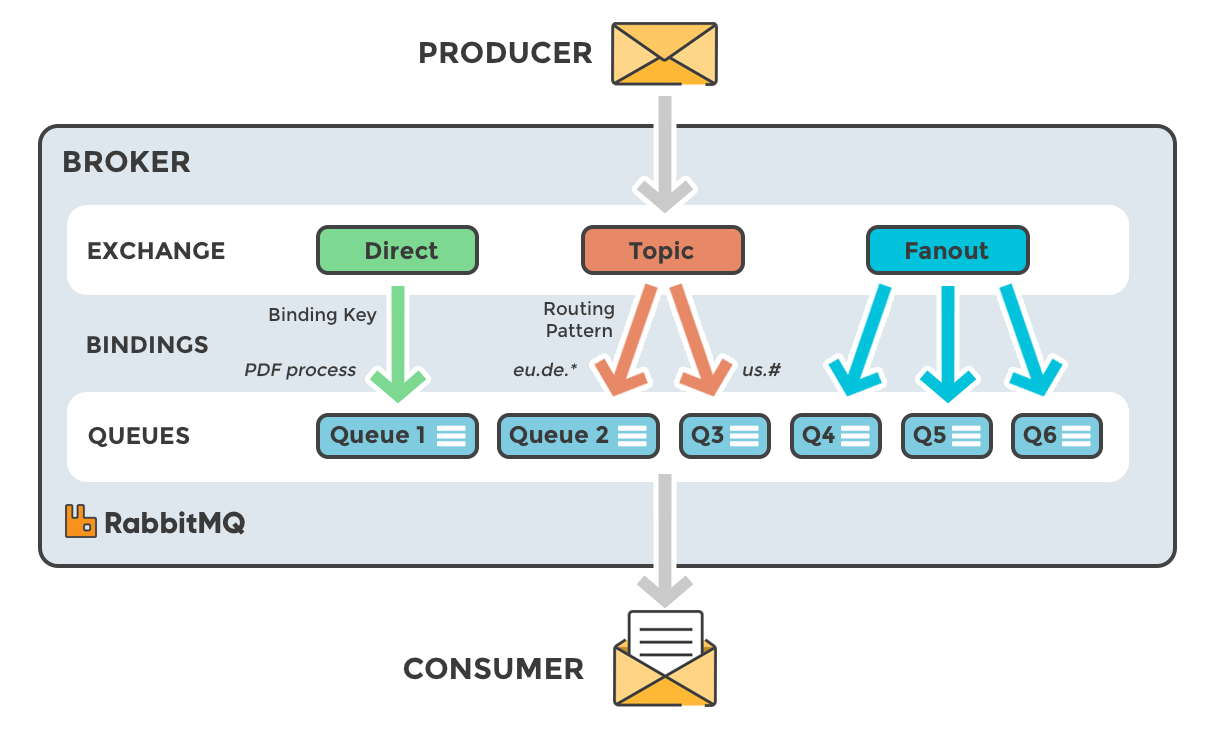 PRODUCER
BROKER
EXCHANGE
Direct
Topic
Fanout
Binding Key
Routing
Pattern
BINDINGS
PDF process
eu.de.*
us.#
QUEUES
Queue 1
Queue 2
Q3
Q4
Q5
Q6
RabbitMQ
CONSUMER